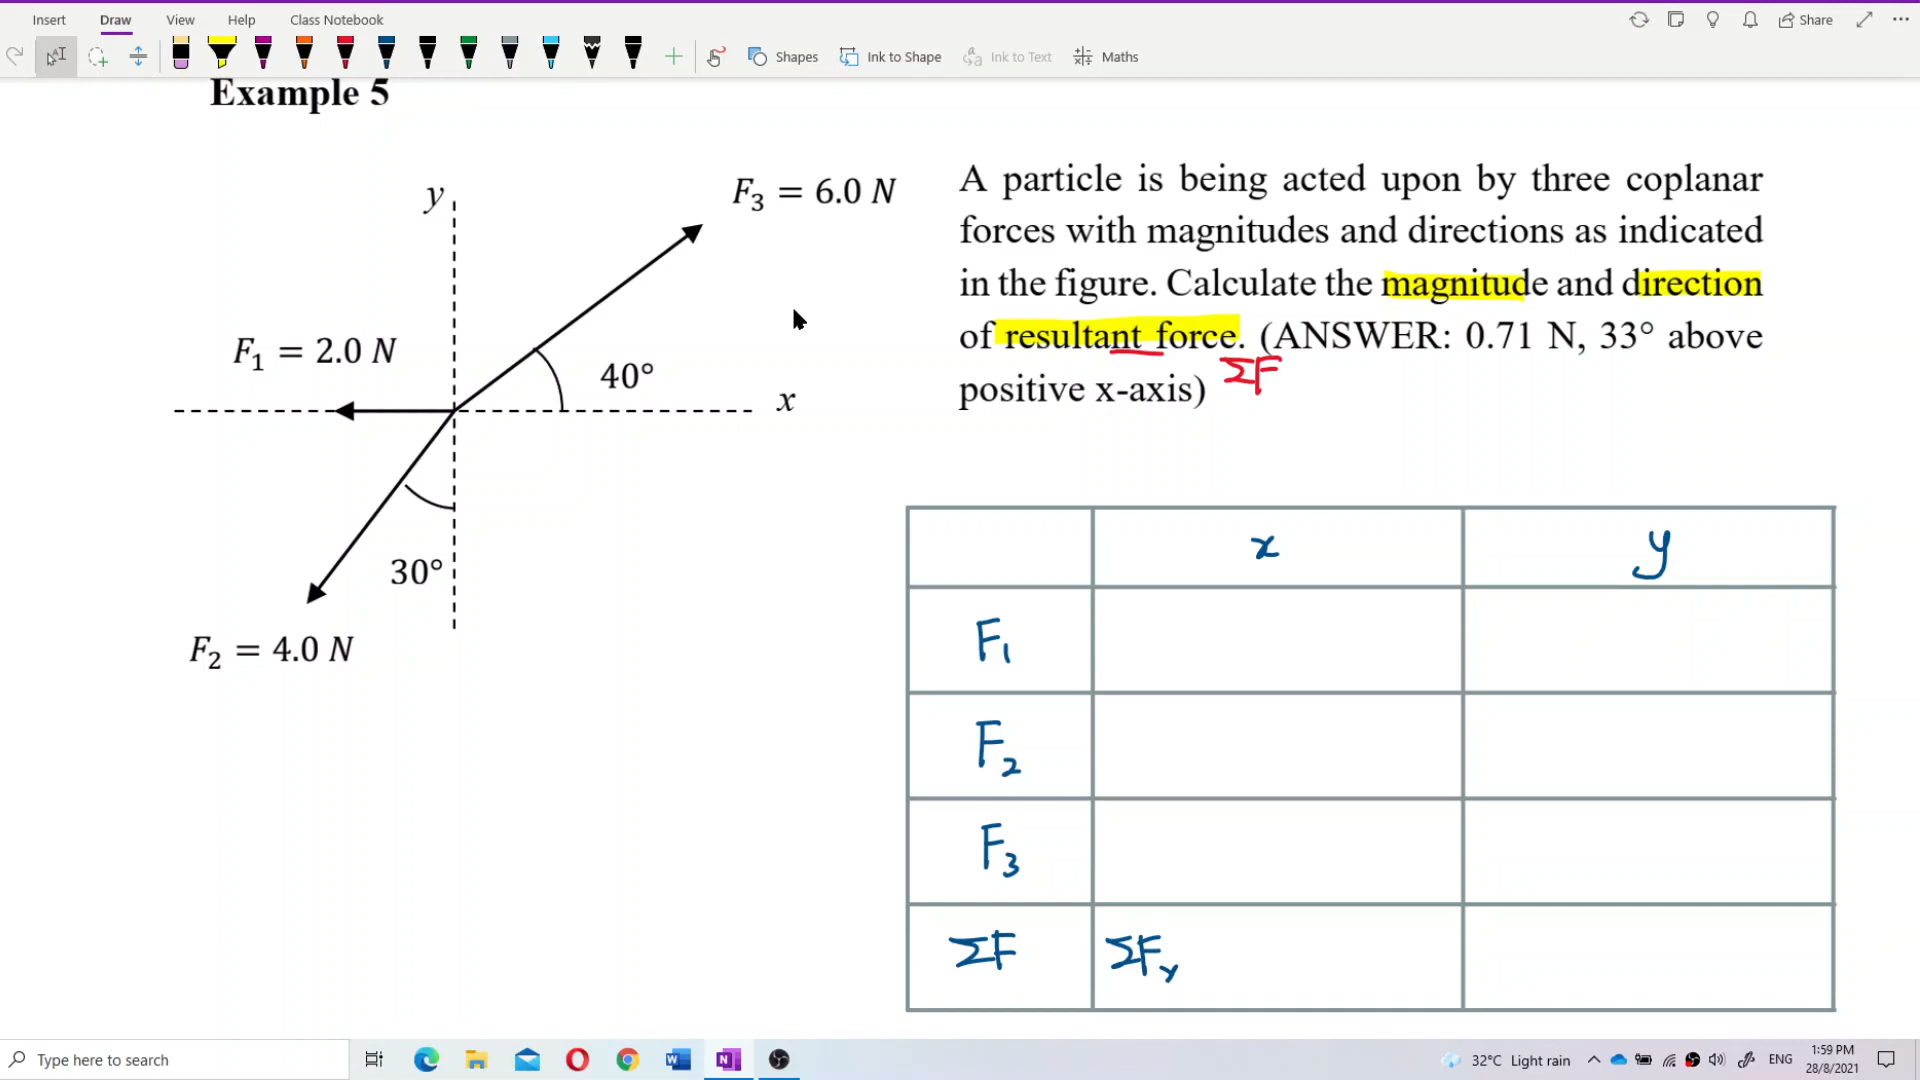 Insert Draw View Help Class Notebook
Share
Shapes Ink to Shape Ink to Text Maths
Example 5
y
F₃ = 6.0 N
F₁ = 2.0 N
40°
x
30°
F₂ = 4.0 N
A particle is being acted upon by three coplanar
forces with magnitudes and directions as indicated
in the figure. Calculate the magnitude and direction
of resultant force. (ANSWER: 0.71 N, 33° above
positive x-axis)
ΣF
x y
F₁
F₂
F₃
ΣF ΣFₓ
Type here to search
32°C Light rain
ENG
1:59 PM
28/8/2021